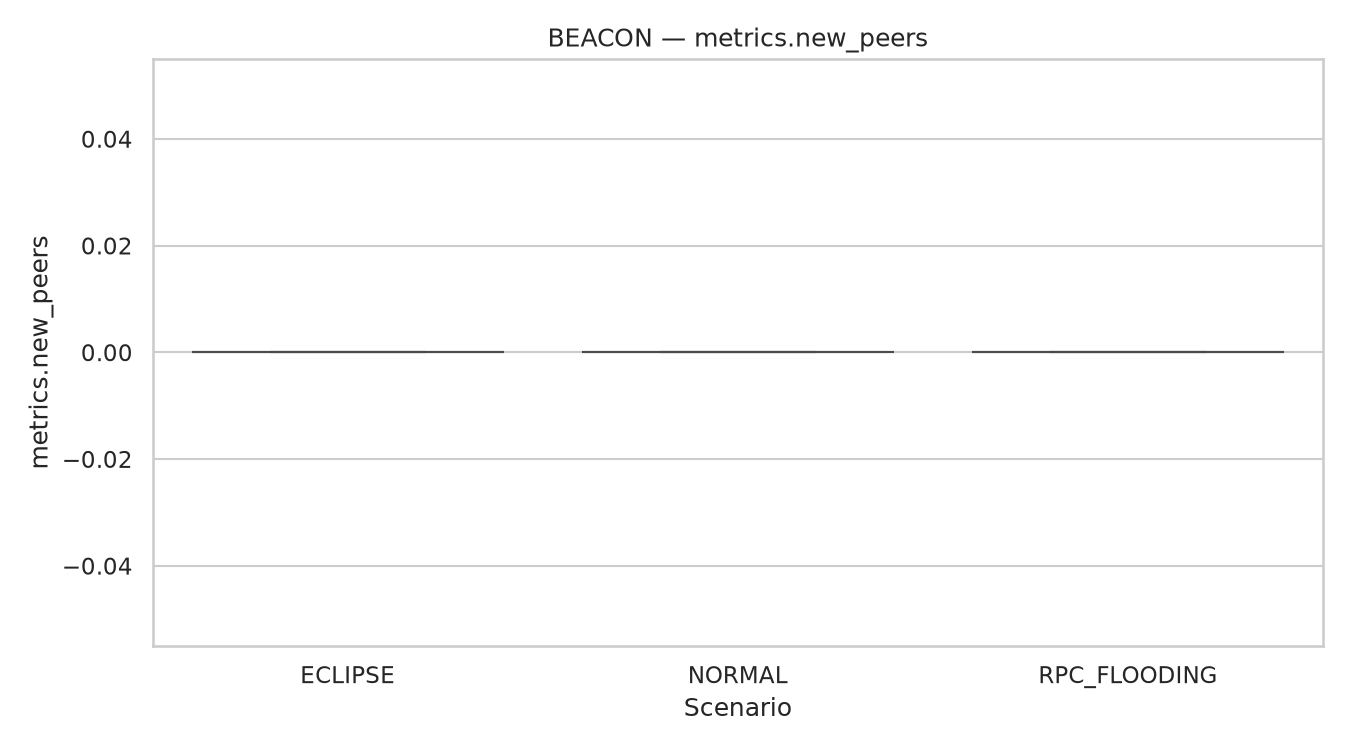 BEACON — metrics.new_peers
metrics.new_peers
0.04
0.02
0.00
−0.02
−0.04
ECLIPSE NORMAL RPC_FLOODING
Scenario